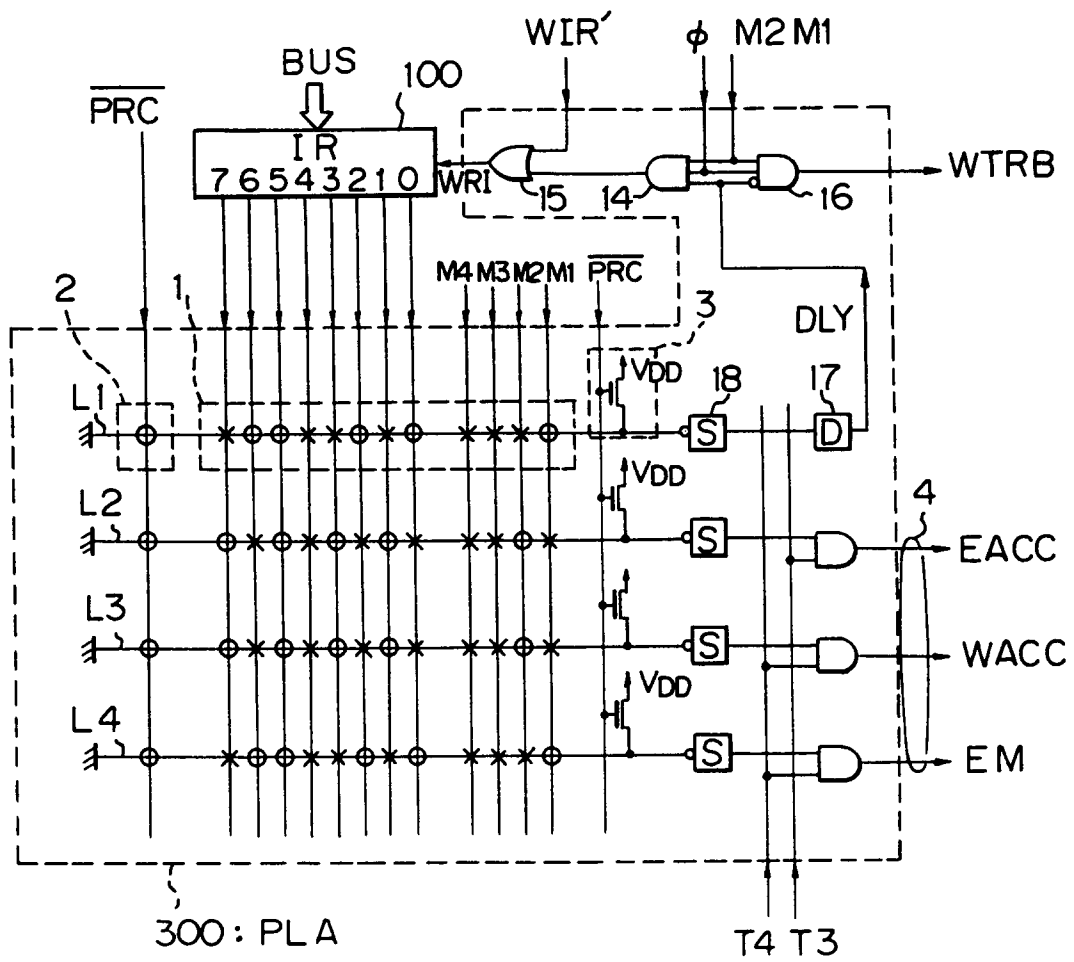 WIR′ ϕ M2 M1
BUS
100
PRC
IR
7 6 5 4 3 2 1 0
WRI
15
14
16
WTRB
M4 M3 M2 M1 PRC
2
1
3
DLY
VDD
18
17
L1
S
D
VDD
L2
S
4
EACC
L3
S
WACC
VDD
L4
S
EM
300: PLA
T4 T3